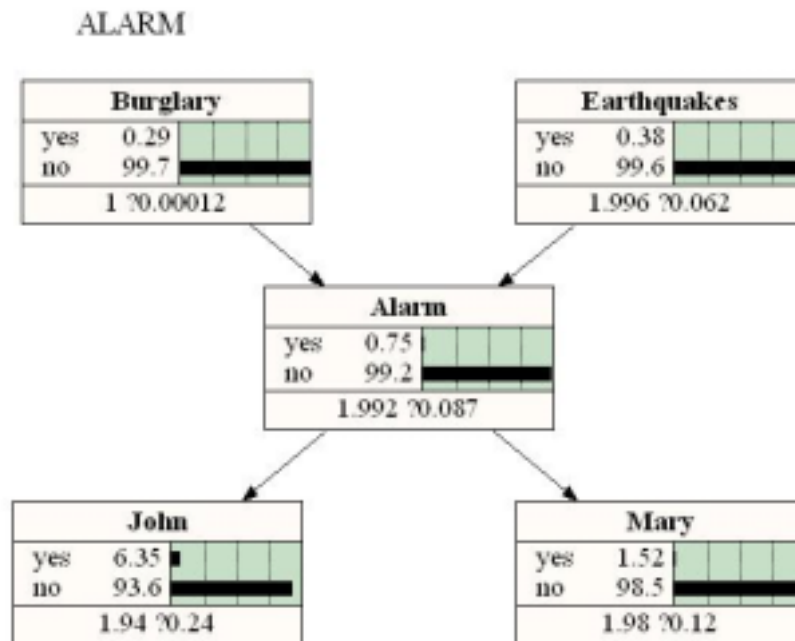 ALARM
Burglary
yes 0.29
no 99.7
1 ?0.00012
Earthquakes
yes 0.38
no 99.6
1.996 ?0.062
Alarm
yes 0.75
no 99.2
1.992 ?0.087
John
yes 6.35
no 93.6
1.94 ?0.24
Mary
yes 1.52
no 98.5
1.98 ?0.12